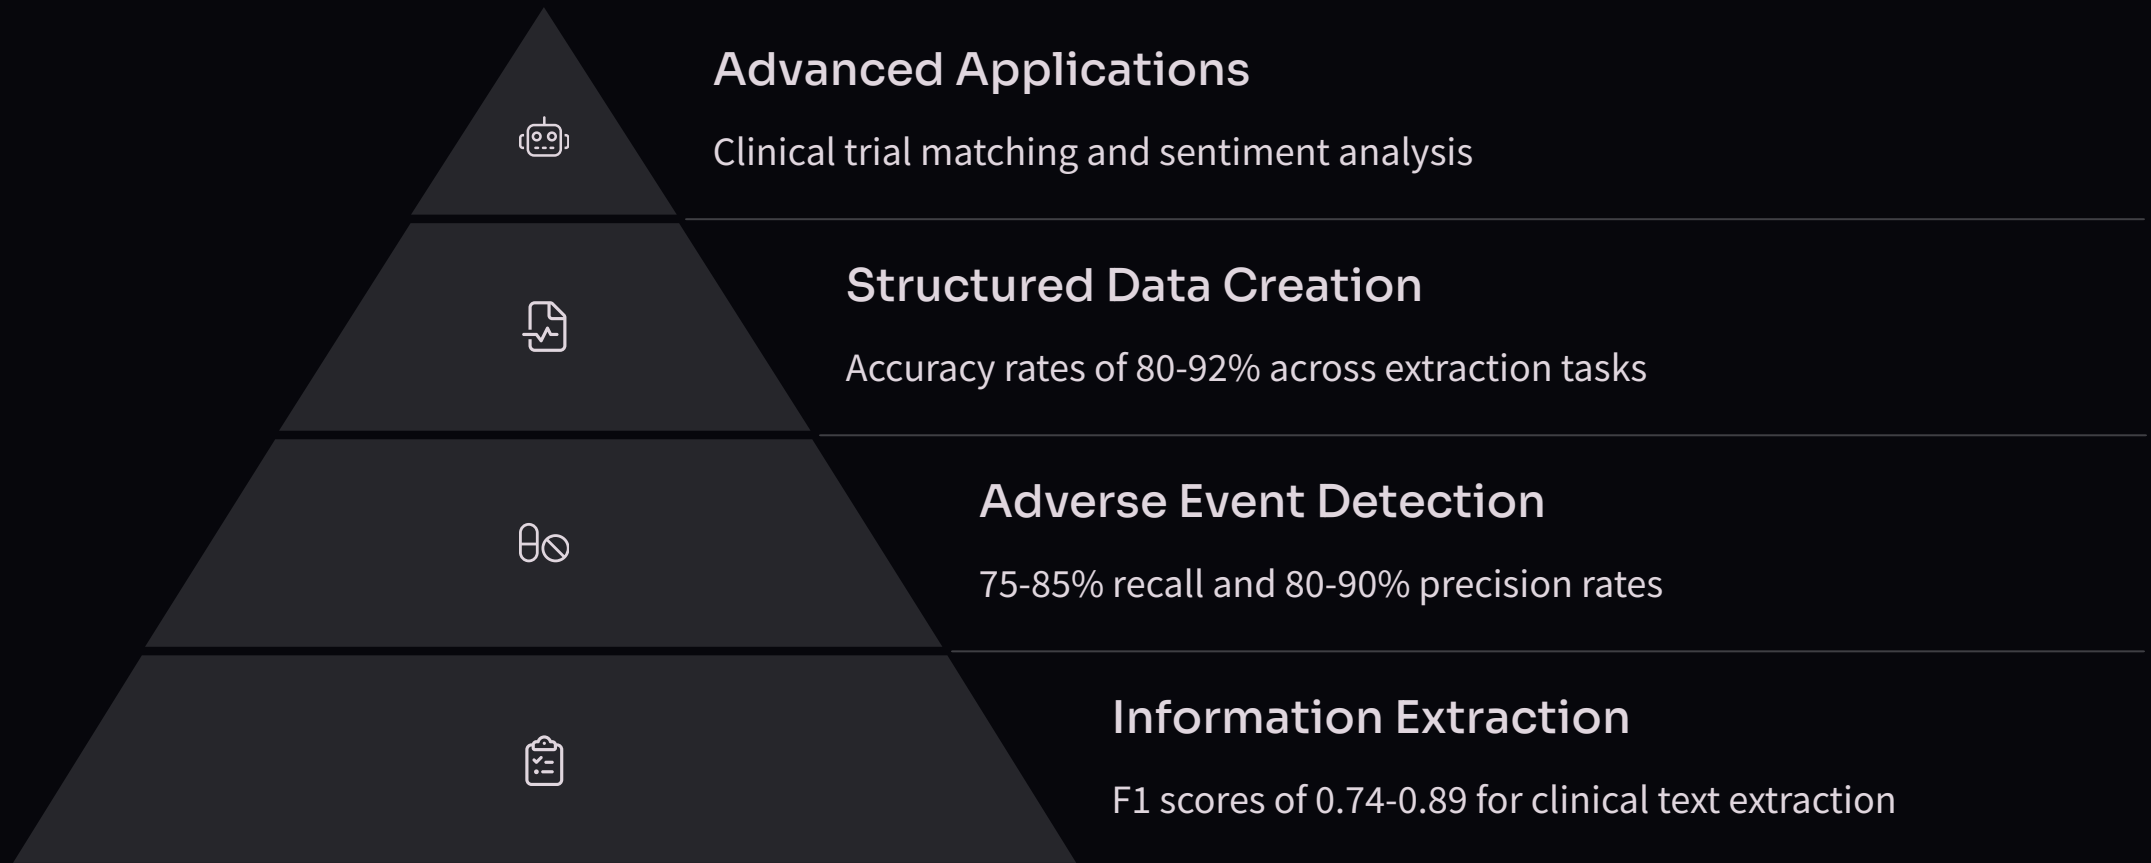 Advanced Applications
Clinical trial matching and sentiment analysis
Structured Data Creation
Accuracy rates of 80-92% across extraction tasks
Adverse Event Detection
75-85% recall and 80-90% precision rates
Information Extraction
F1 scores of 0.74-0.89 for clinical text extraction